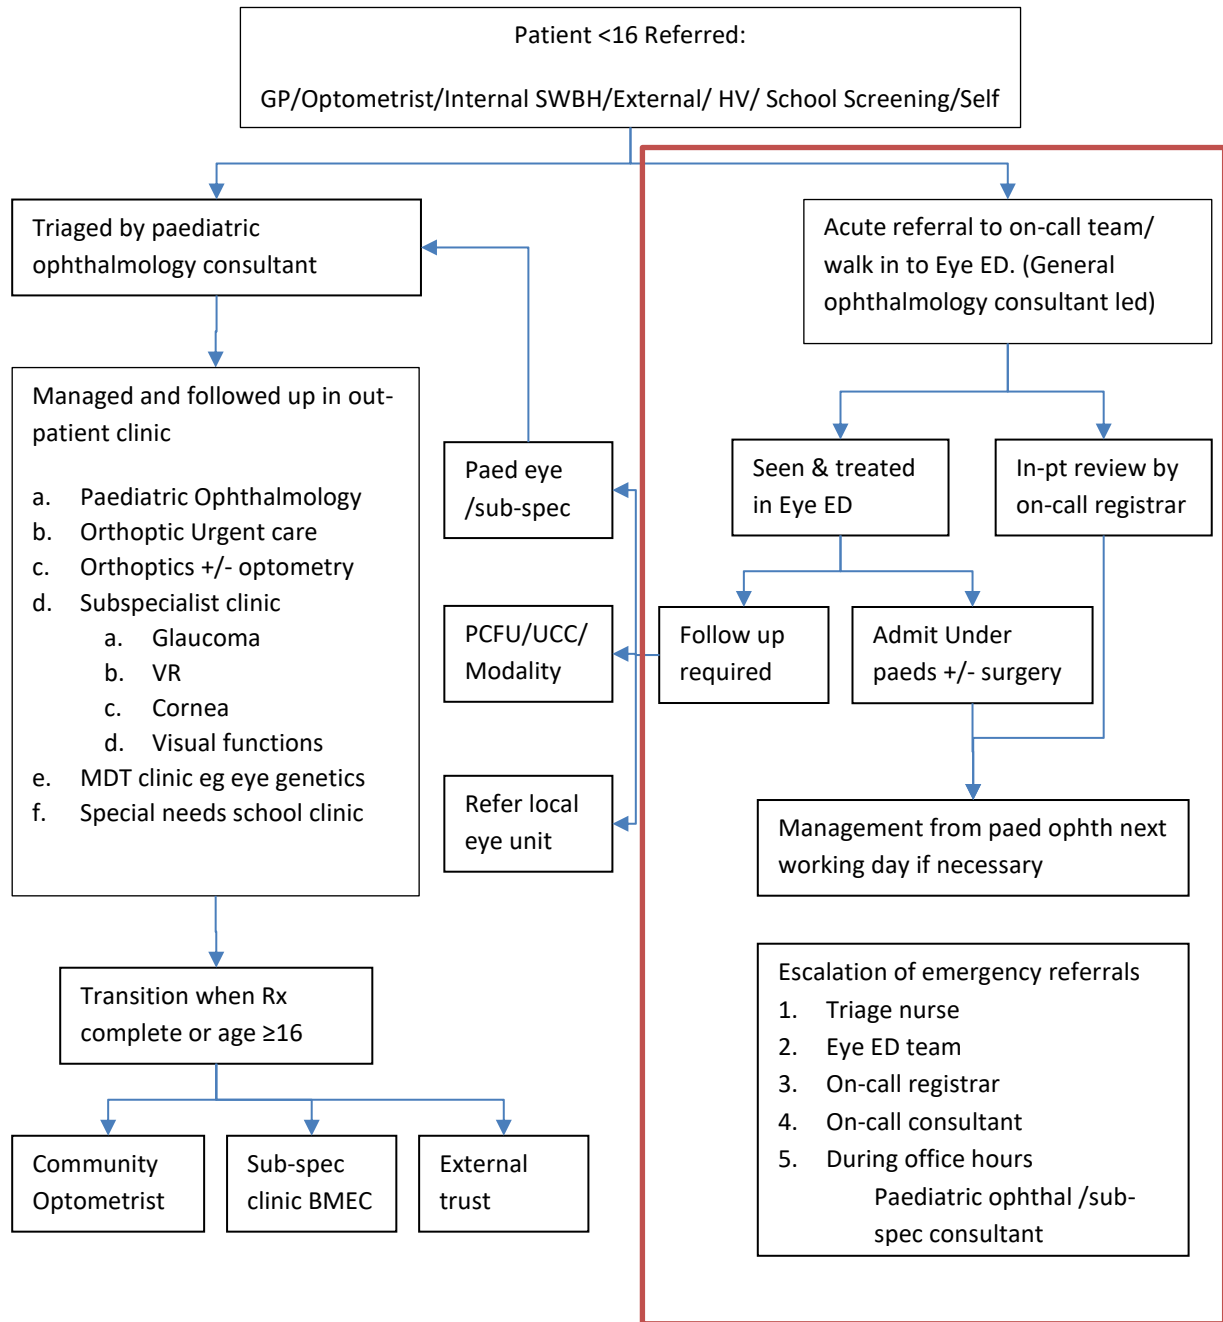 Patient <16 Referred:
GP/Optometrist/Internal SWBH/External/ HV/ School Screening/Self
Triaged by paediatric
ophthalmology consultant
Acute referral to on-call team/
walk in to Eye ED. (General
ophthalmology consultant led)
Managed and followed up in out-
patient clinic
a. Paediatric Ophthalmology
b. Orthoptic Urgent care
c. Orthoptics +/- optometry
d. Subspecialist clinic
a. Glaucoma
b. VR
c. Cornea
d. Visual functions
e. MDT clinic eg eye genetics
f. Special needs school clinic
Paed eye
/sub-spec
Seen & treated
in Eye ED
In-pt review by
on-call registrar
PCFU/UCC/
Modality
Follow up
required
Admit Under
paeds +/- surgery
Refer local
eye unit
Management from paed ophth next
working day if necessary
Transition when Rx
complete or age ≥16
Escalation of emergency referrals
1. Triage nurse
2. Eye ED team
3. On-call registrar
4. On-call consultant
5. During office hours
Paediatric ophthal /sub-
spec consultant
Community
Optometrist
Sub-spec
clinic BMEC
External
trust